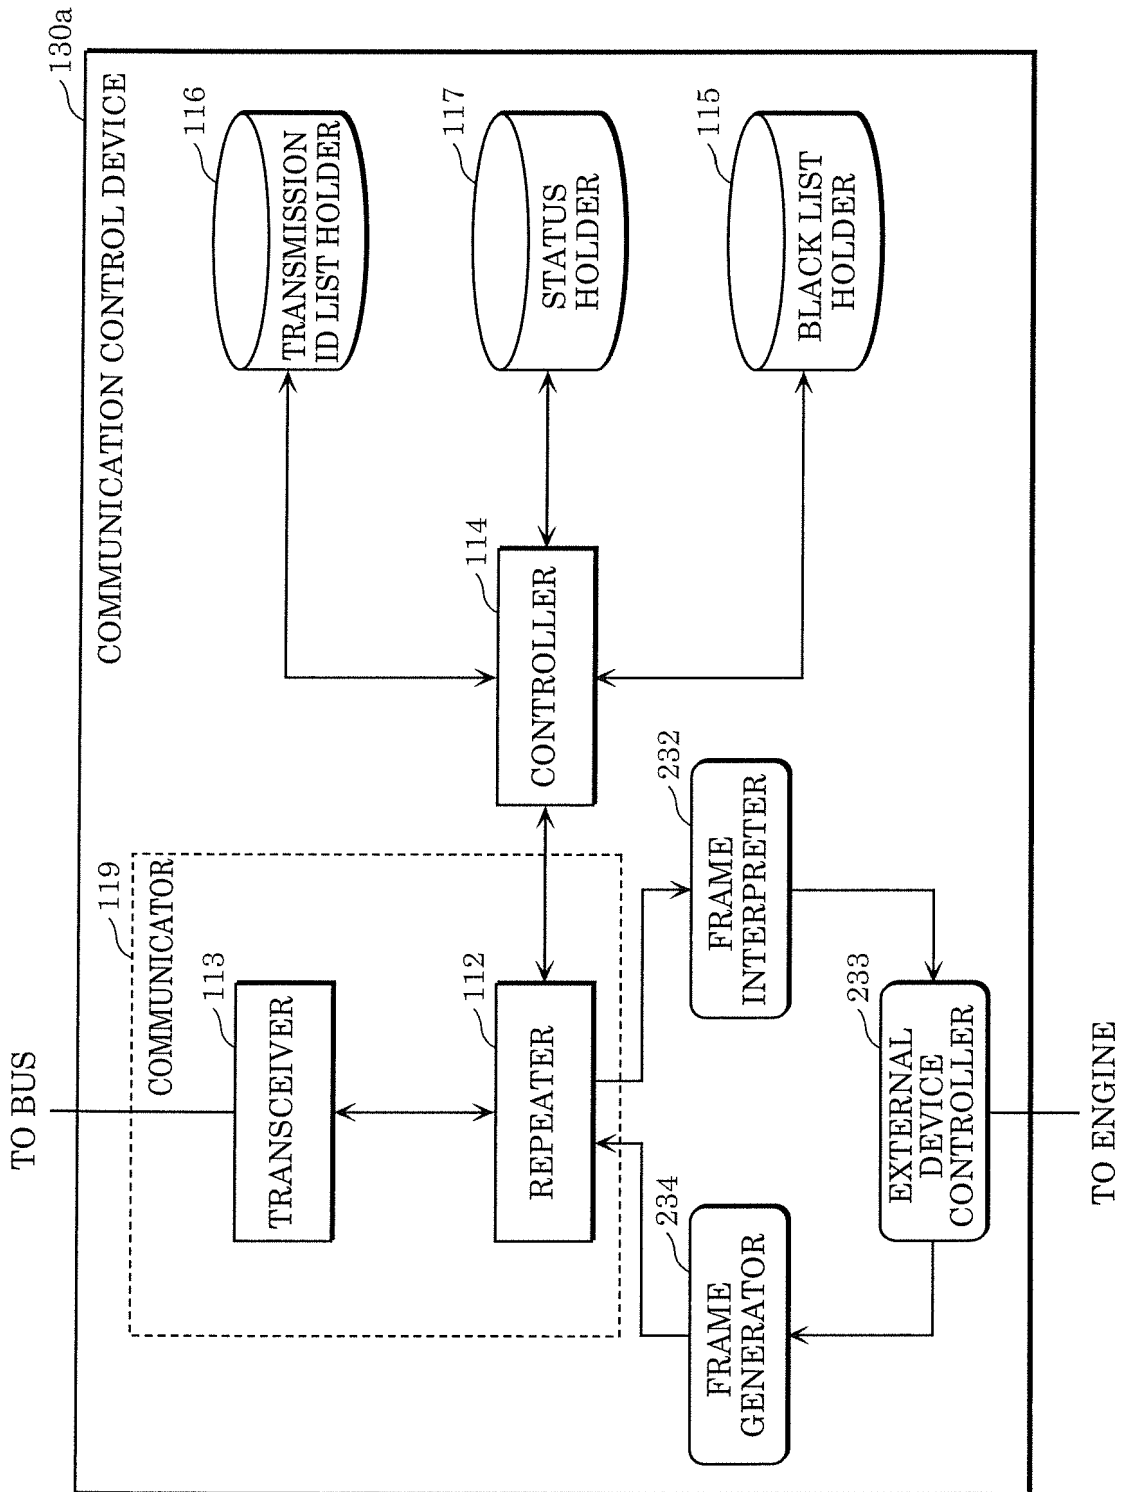 130a
COMMUNICATION CONTROL DEVICE
TO BUS
119
COMMUNICATOR
113
TRANSCEIVER
112
REPEATER
114
CONTROLLER
116
TRANSMISSION
ID LIST HOLDER
117
STATUS
HOLDER
115
BLACK LIST
HOLDER
234
FRAME
GENERATOR
232
FRAME
INTERPRETER
233
EXTERNAL
DEVICE
CONTROLLER
TO ENGINE